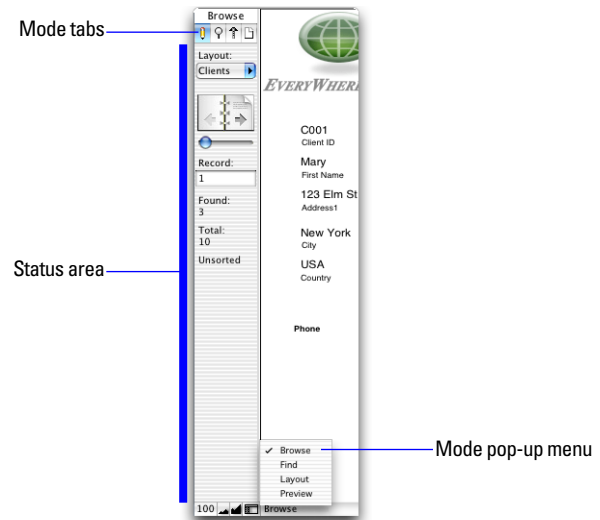 Browse
Mode tabs
Layout:
Clients
EVERYWHER
C001
Client ID
Record:
Mary
1
First Name
123 Elm St
Found:
Address1
3
Total:
New York
10
City
Unsorted
USA
Status area
Country
Phone
✓ Browse
Mode pop-up menu
Find
Layout
Preview
100
Browse